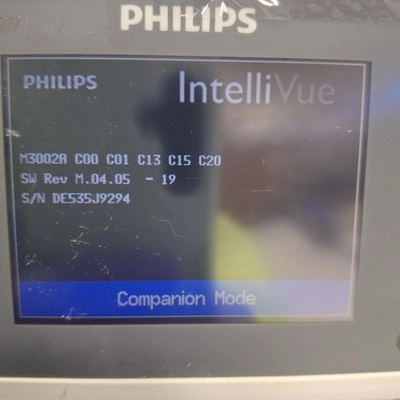 PHILIPS
PHILIPS IntelliVue
M3002A C00 C01 C13 C15 C20
SW Rev M.04.05 - 19
S/N DE535J9294
Companion Mode